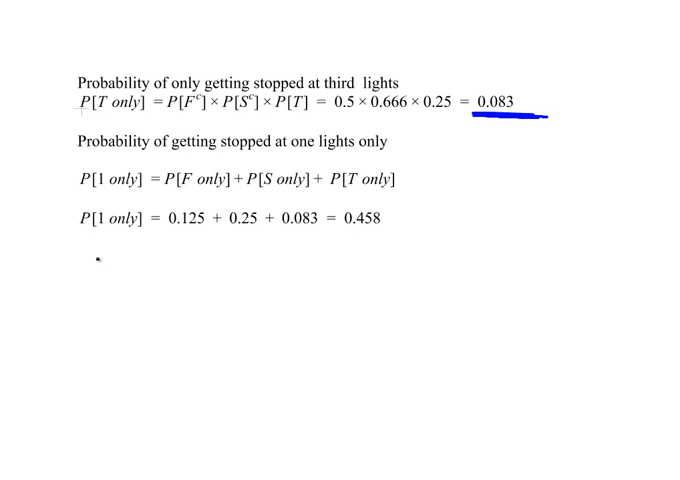 Probability of only getting stopped at third lights
P[T only] = P[Fᶜ] × P[Sᶜ] × P[T] = 0.5 × 0.666 × 0.25 = 0.083
Probability of getting stopped at one lights only
P[1 only] = P[F only] + P[S only] + P[T only]
P[1 only] = 0.125 + 0.25 + 0.083 = 0.458